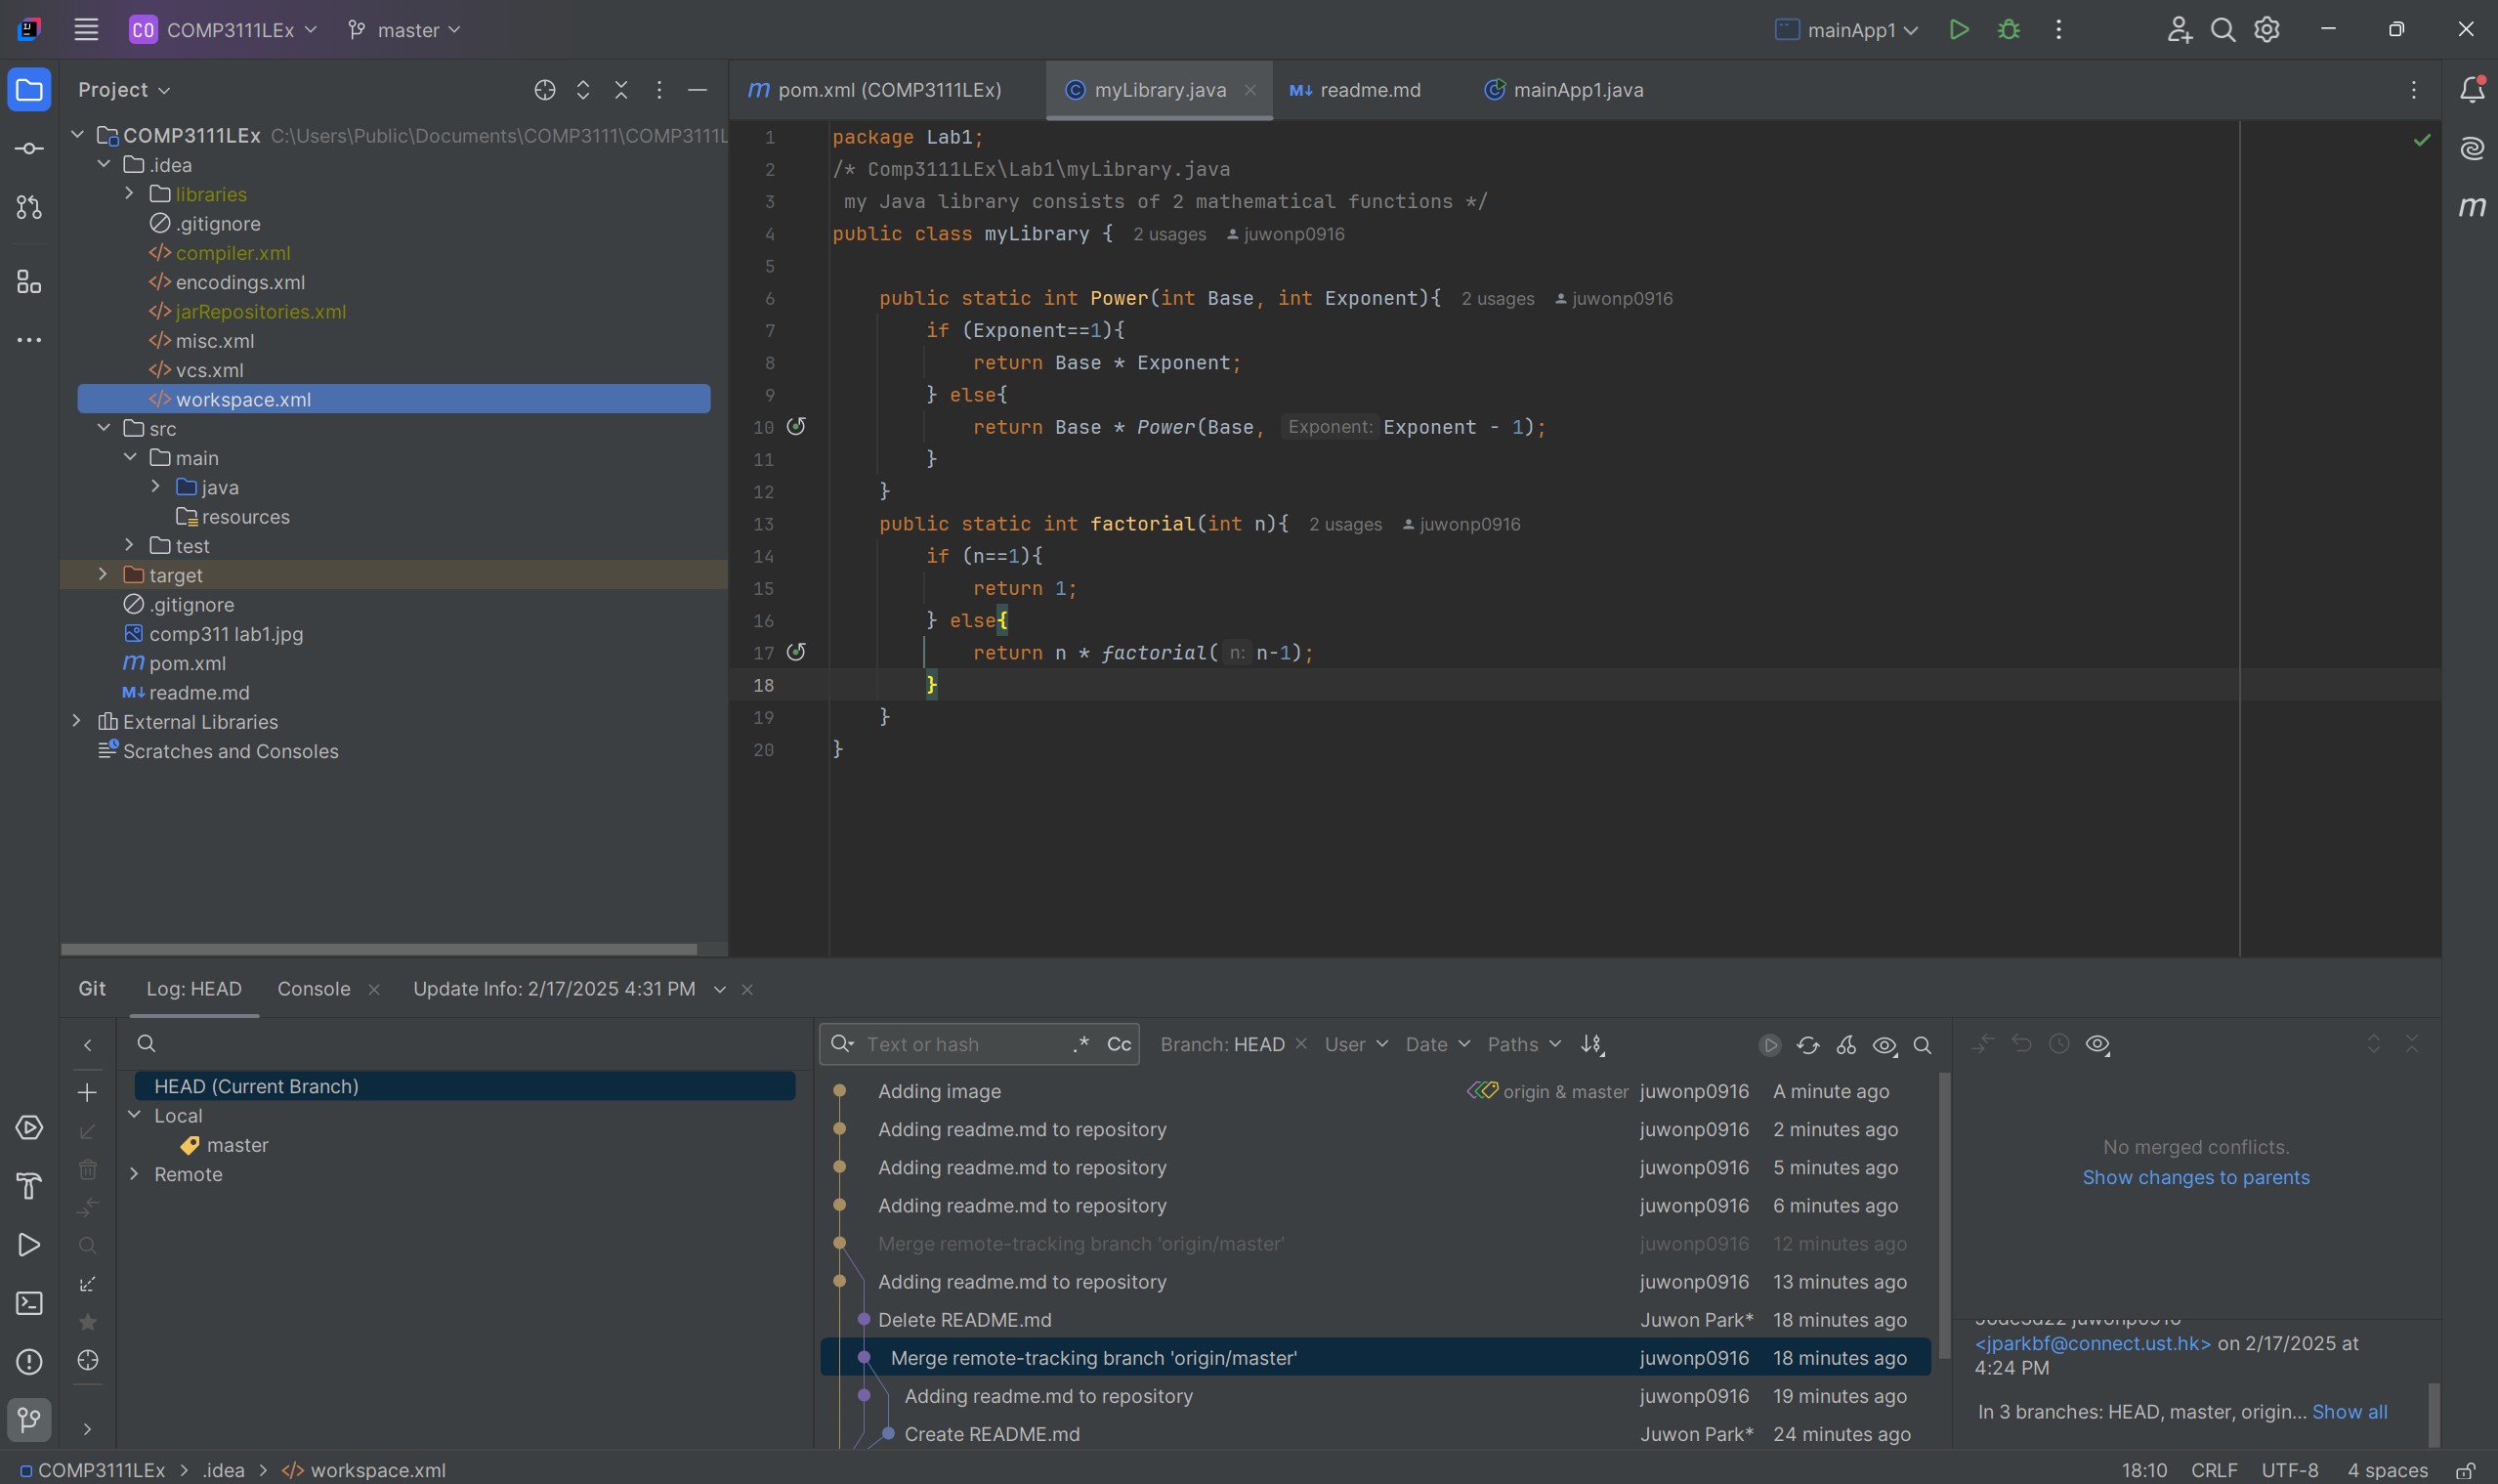 CO COMP3111LEx master mainApp1
Project
COMP3111LEx C:\Users\Public\Documents\COMP3111\COMP3111L
.idea
libraries
.gitignore
compiler.xml
encodings.xml
jarRepositories.xml
misc.xml
vcs.xml
workspace.xml
src
main
java
resources
test
target
.gitignore
comp311 lab1.jpg
pom.xml
readme.md
External Libraries
Scratches and Consoles
pom.xml (COMP3111LEx) myLibrary.java readme.md mainApp1.java
1 package Lab1;
2 /* Comp3111LEx\Lab1\myLibrary.java
3 my Java library consists of 2 mathematical functions */
4 public class myLibrary { 2 usages juwonp0916
5
6 public static int Power(int Base, int Exponent){ 2 usages juwonp0916
7 if (Exponent==1){
8 return Base * Exponent;
9 } else{
10 return Base * Power(Base, Exponent: Exponent - 1);
11 }
12 }
13 public static int factorial(int n){ 2 usages juwonp0916
14 if (n==1){
15 return 1;
16 } else{
17 return n * factorial( n: n-1);
18 }
19 }
20 }
Git Log: HEAD Console Update Info: 2/17/2025 4:31 PM
HEAD (Current Branch)
Local
master
Remote
Text or hash .* Cc Branch: HEAD User Date Paths
Adding image origin & master juwonp0916 A minute ago
Adding readme.md to repository juwonp0916 2 minutes ago
Adding readme.md to repository juwonp0916 5 minutes ago
Adding readme.md to repository juwonp0916 6 minutes ago
Merge remote-tracking branch 'origin/master' juwonp0916 12 minutes ago
Adding readme.md to repository juwonp0916 13 minutes ago
Delete README.md Juwon Park* 18 minutes ago
Merge remote-tracking branch 'origin/master' juwonp0916 18 minutes ago
Adding readme.md to repository juwonp0916 19 minutes ago
Create README.md Juwon Park* 24 minutes ago
No merged conflicts.
Show changes to parents
<jparkbf@connect.ust.hk> on 2/17/2025 at
4:24 PM
In 3 branches: HEAD, master, origin... Show all
COMP3111LEx > .idea > workspace.xml 18:10 CRLF UTF-8 4 spaces